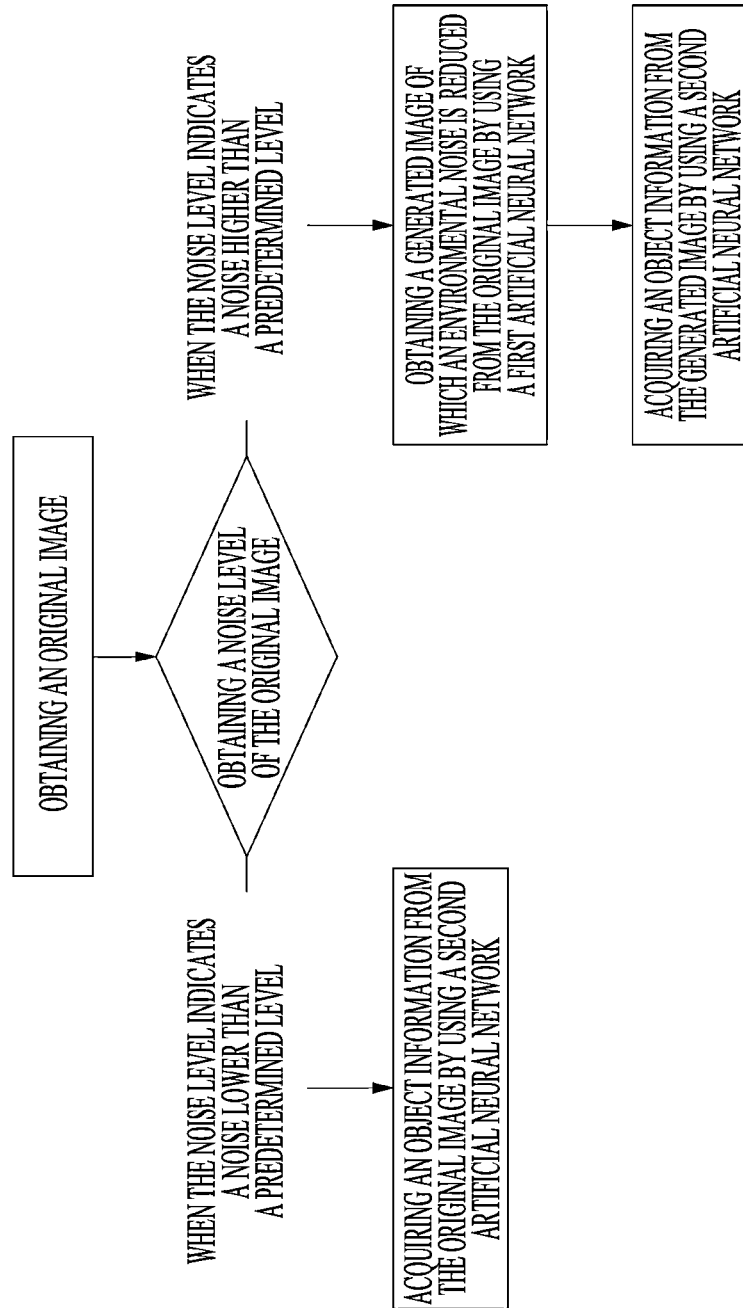 OBTAINING AN ORIGINAL IMAGE
OBTAINING A NOISE LEVEL
OF THE ORIGINAL IMAGE
WHEN THE NOISE LEVEL INDICATES
A NOISE LOWER THAN
A PREDETERMINED LEVEL
ACQUIRING AN OBJECT INFORMATION FROM
THE ORIGINAL IMAGE BY USING A SECOND
ARTIFICIAL NEURAL NETWORK
WHEN THE NOISE LEVEL INDICATES
A NOISE HIGHER THAN
A PREDETERMINED LEVEL
OBTAINING A GENERATED IMAGE OF
WHICH AN ENVIRONMENTAL NOISE IS REDUCED
FROM THE ORIGINAL IMAGE BY USING
A FIRST ARTIFICIAL NEURAL NETWORK
ACQUIRING AN OBJECT INFORMATION FROM
THE GENERATED IMAGE BY USING A SECOND
ARTIFICIAL NEURAL NETWORK